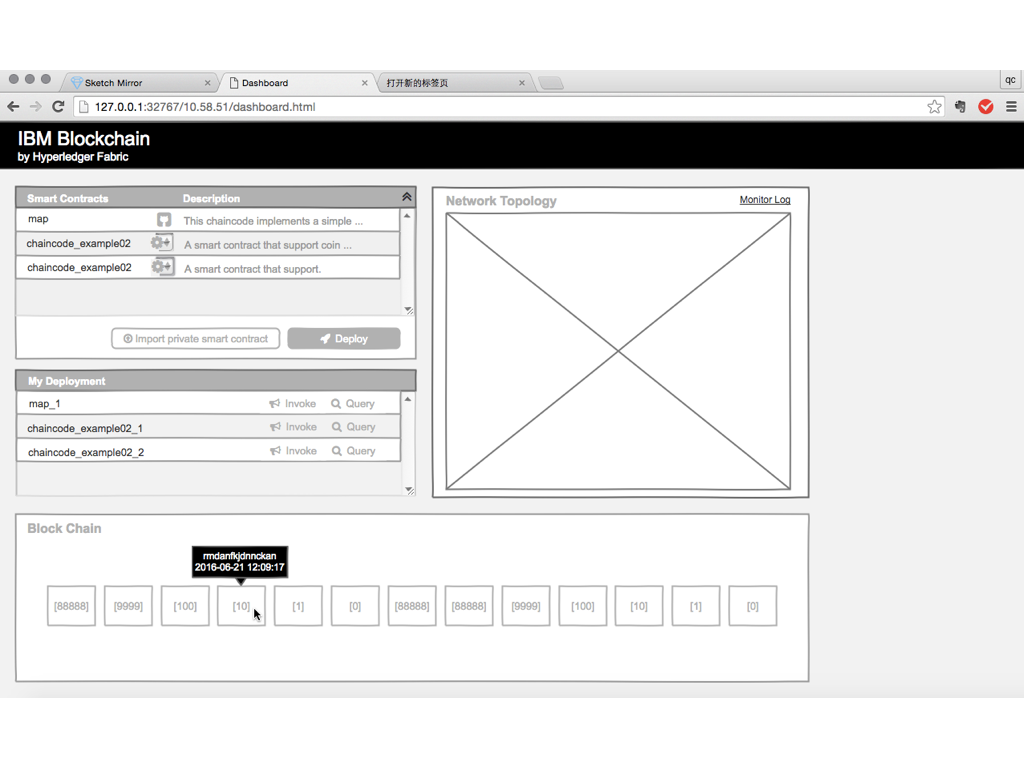 Sketch Mirror
Dashboard
打开新的标签页
qc
127.0.0.1:32767/10.58.51/dashboard.html
IBM Blockchain
by Hyperledger Fabric
Smart Contracts Description
map This chaincode implements a simple ...
chaincode_example02 A smart contract that support coin ...
chaincode_example02 A smart contract that support.
Import private smart contract Deploy
My Deployment
map_1 Invoke Query
chaincode_example02_1 Invoke Query
chaincode_example02_2 Invoke Query
Network Topology Monitor Log
Block Chain
rmdanfkjdnnckan
2016-06-21 12:09:17
[88888] [9999] [100] [10] [1] [0] [88888] [88888] [9999] [100] [10] [1] [0]